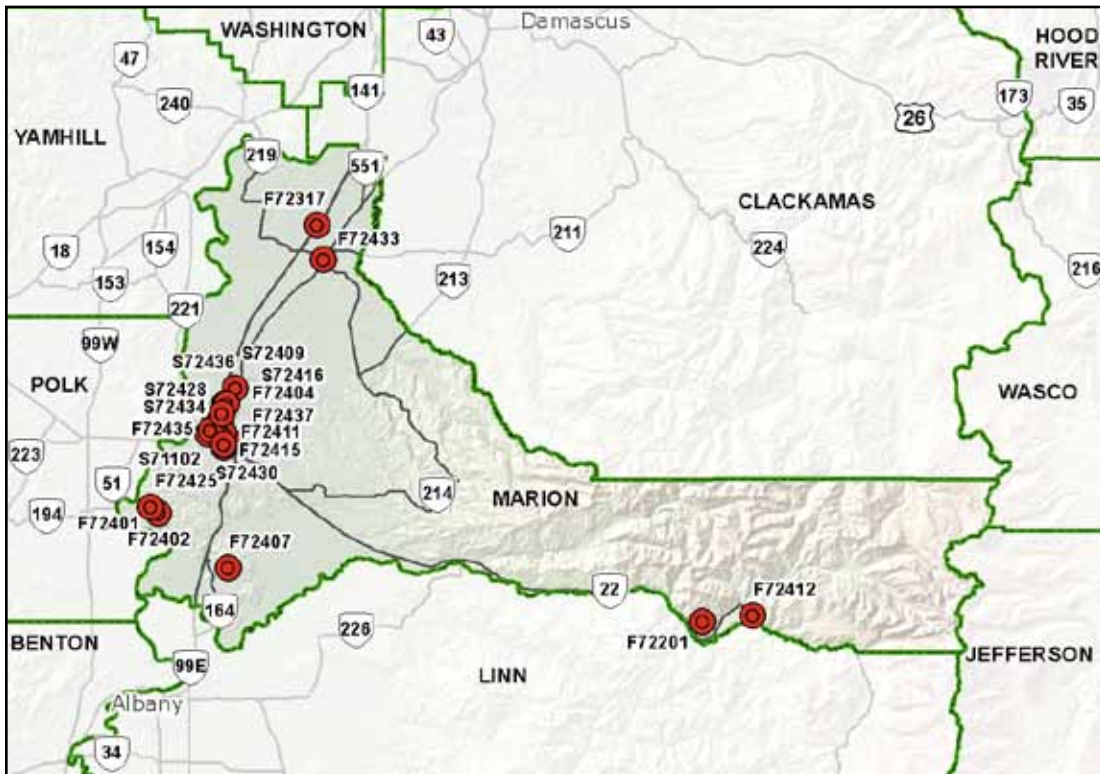 WASHINGTON
43
Damascus
HOOD
RIVER
47
141
173
35
240
26
YAMHILL
219
551
F72317
CLACKAMAS
F72433
211
18
154
224
213
216
153
221
99W
S72409
S72436
S72416
POLK
S72428
F72404
WASCO
S72434
F72437
F72435
F72411
F72415
223
S71102
S72430
51
F72425
214
MARION
194
F72401
F72402
F72407
22
F72412
164
226
F72201
BENTON
99E
LINN
JEFFERSON
Albany
34